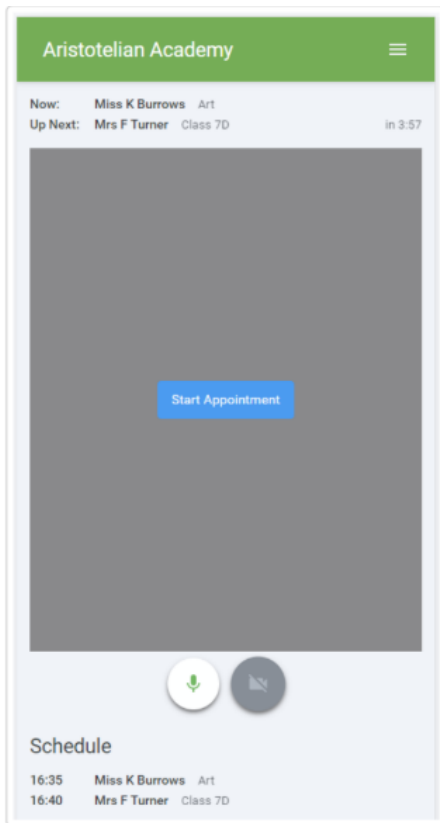 Aristotelian Academy
Now: Miss K Burrows Art
Up Next: Mrs F Turner Class 7D in 3:57
Start Appointment
Schedule
16:35 Miss K Burrows Art
16:40 Mrs F Turner Class 7D